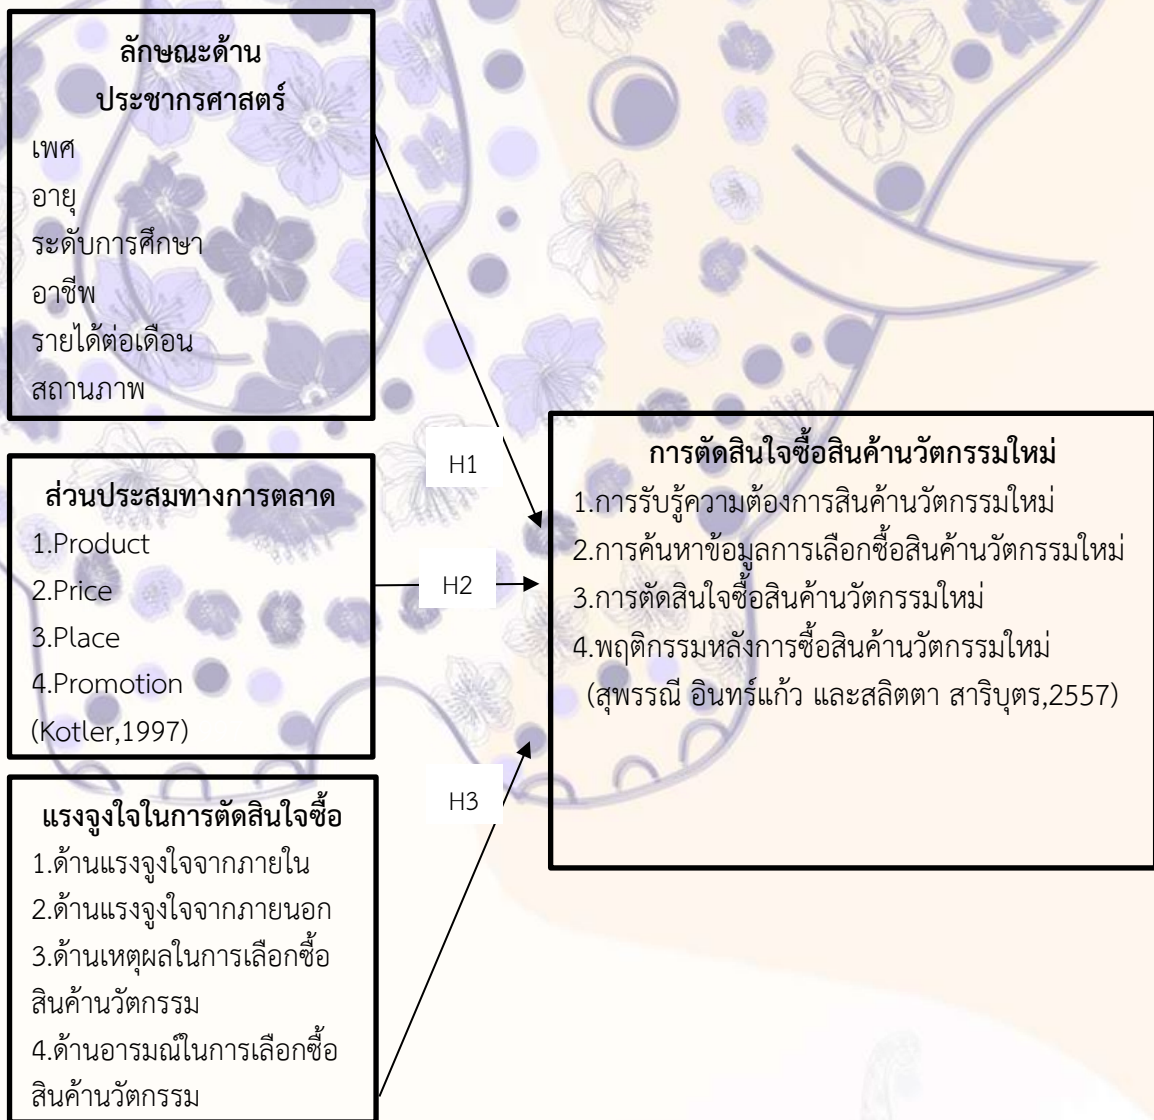 ลักษณะด้าน
ประชากรศาสตร์
เพศ
อายุ
ระดับการศึกษา
อาชีพ
รายได้ต่อเดือน
สถานภาพ
ส่วนประสมทางการตลาด
1.Product
2.Price
3.Place
4.Promotion
(Kotler,1997)
แรงจูงใจในการตัดสินใจซื้อ
1.ด้านแรงจูงใจจากภายใน
2.ด้านแรงจูงใจจากภายนอก
3.ด้านเหตุผลในการเลือกซื้อ
สินค้านวัตกรรม
4.ด้านอารมณ์ในการเลือกซื้อ
สินค้านวัตกรรม
H1
H2
H3
การตัดสินใจซื้อสินค้านวัตกรรมใหม่
1.การรับรู้ความต้องการสินค้านวัตกรรมใหม่
2.การค้นหาข้อมูลการเลือกซื้อสินค้านวัตกรรมใหม่
3.การตัดสินใจซื้อสินค้านวัตกรรมใหม่
4.พฤติกรรมหลังการซื้อสินค้านวัตกรรมใหม่
(สุพรรณี อินทร์แก้ว และสลิตตา สาริบุตร,2557)